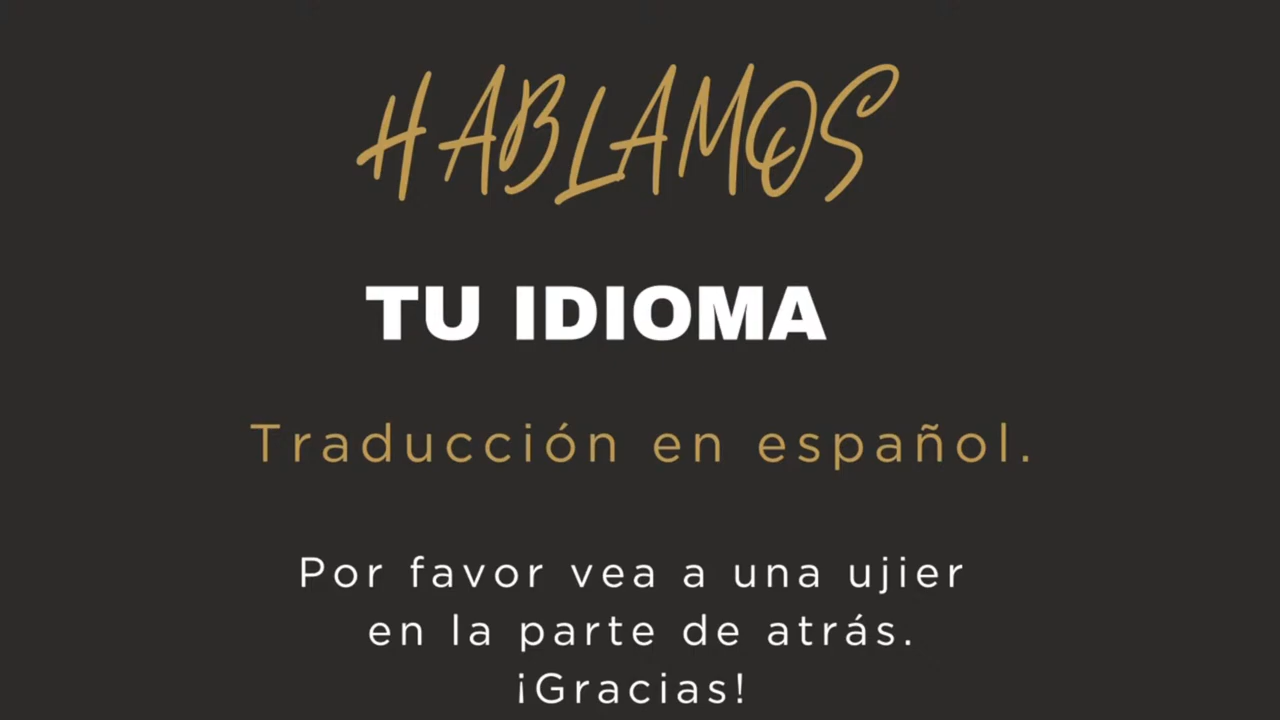 HABLAMOS
TU IDIOMA
Traducción en español.
Por favor vea a una ujier
en la parte de atrás.
¡Gracias!